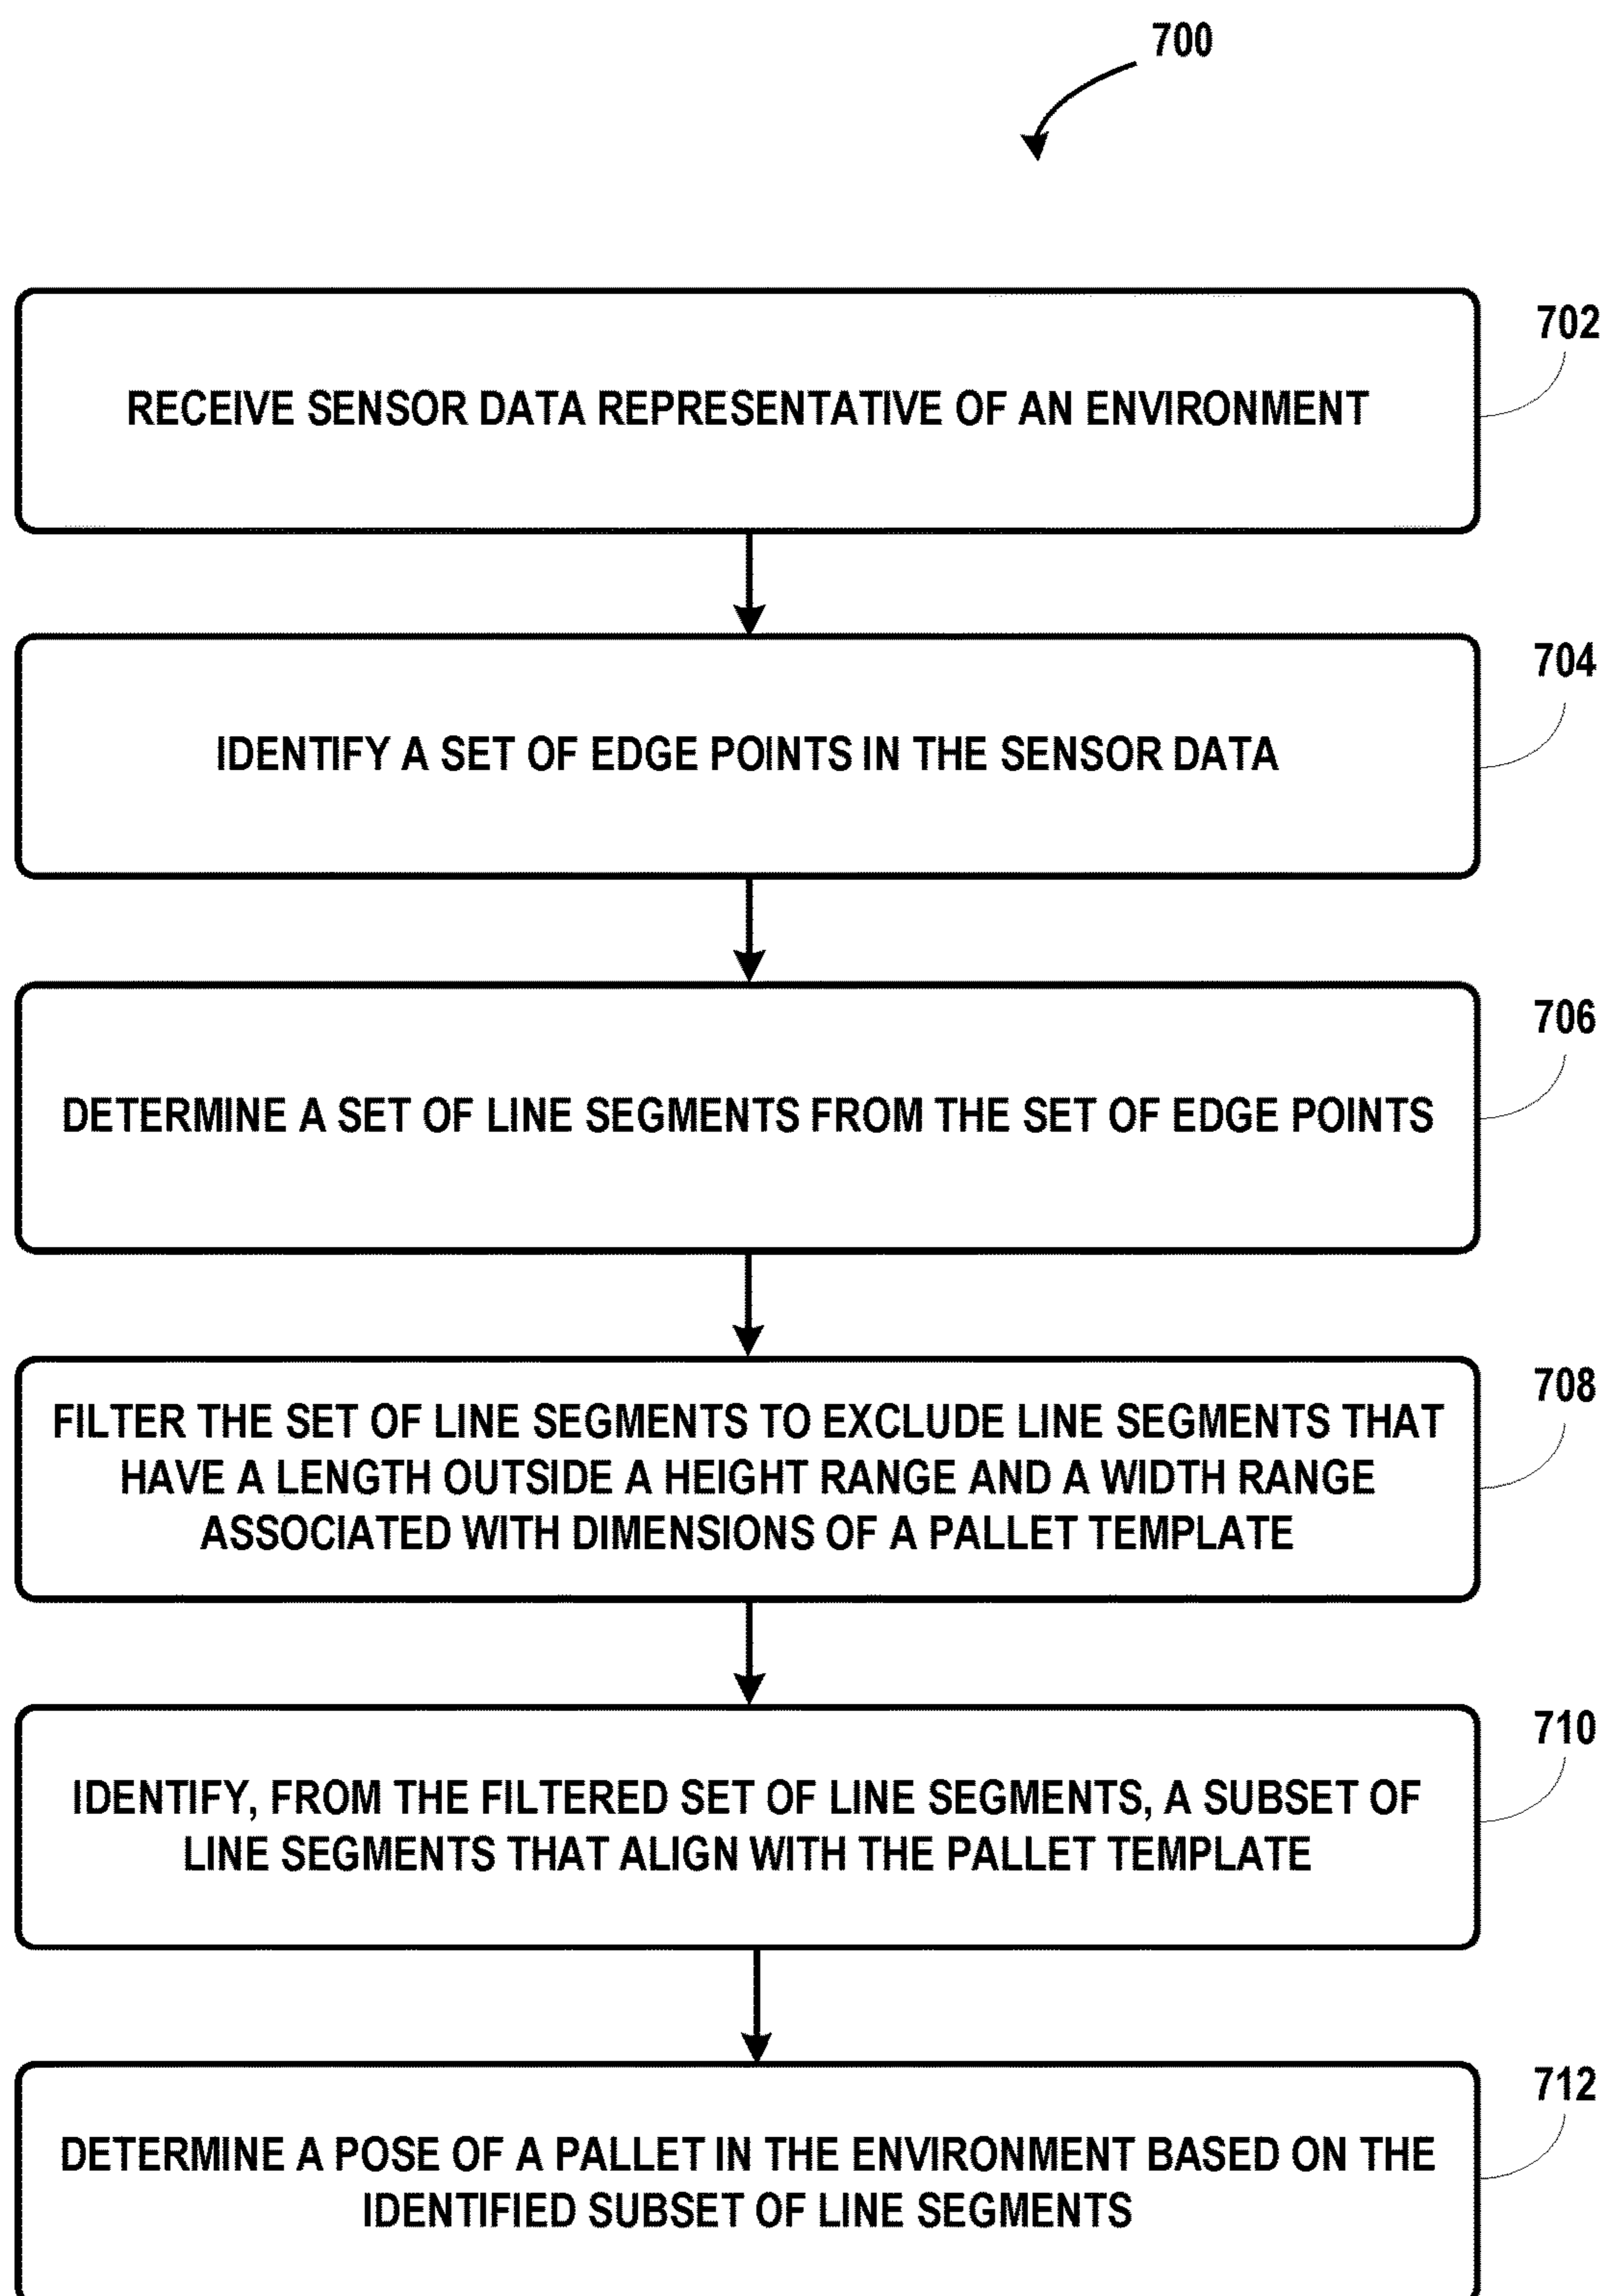 700
702
RECEIVE SENSOR DATA REPRESENTATIVE OF AN ENVIRONMENT
704
IDENTIFY A SET OF EDGE POINTS IN THE SENSOR DATA
706
DETERMINE A SET OF LINE SEGMENTS FROM THE SET OF EDGE POINTS
708
FILTER THE SET OF LINE SEGMENTS TO EXCLUDE LINE SEGMENTS THAT
HAVE A LENGTH OUTSIDE A HEIGHT RANGE AND A WIDTH RANGE
ASSOCIATED WITH DIMENSIONS OF A PALLET TEMPLATE
710
IDENTIFY, FROM THE FILTERED SET OF LINE SEGMENTS, A SUBSET OF
LINE SEGMENTS THAT ALIGN WITH THE PALLET TEMPLATE
712
DETERMINE A POSE OF A PALLET IN THE ENVIRONMENT BASED ON THE
IDENTIFIED SUBSET OF LINE SEGMENTS